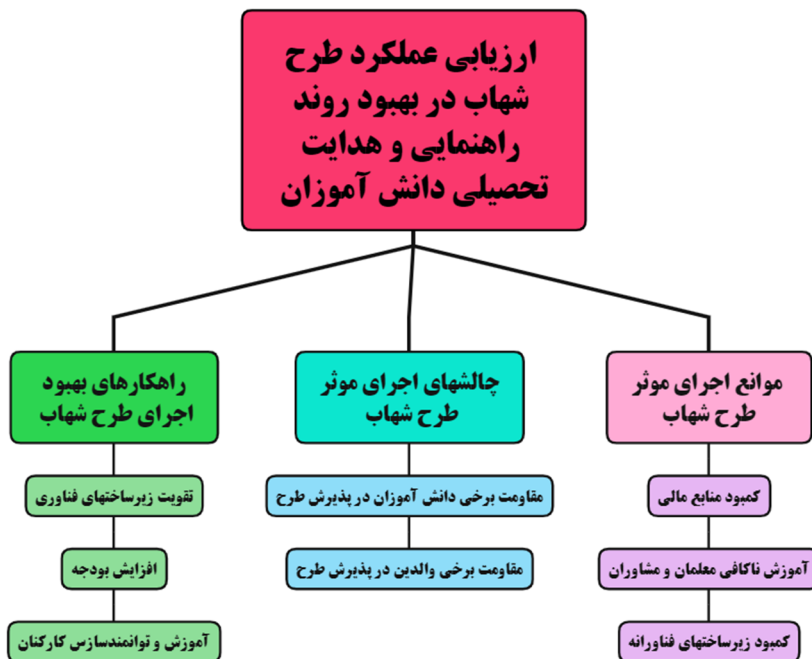 ارزیابی عملکرد طرح
شهاب در بهبود روند
راهنمایی و هدایت
تحصیلی دانش آموزان
موانع اجرای موثر
طرح شهاب
کمبود منابع مالی
آموزش ناکافی معلمان و مشاوران
کمبود زیرساختهای فناورانه
چالشهای اجرای موثر
طرح شهاب
مقاومت برخی دانش آموزان در پذیرش طرح
مقاومت برخی والدین در پذیرش طرح
راهکارهای بهبود
اجرای طرح شهاب
تقویت زیرساختهای فناوری
افزایش بودجه
آموزش و توانمندسازس کارکنان